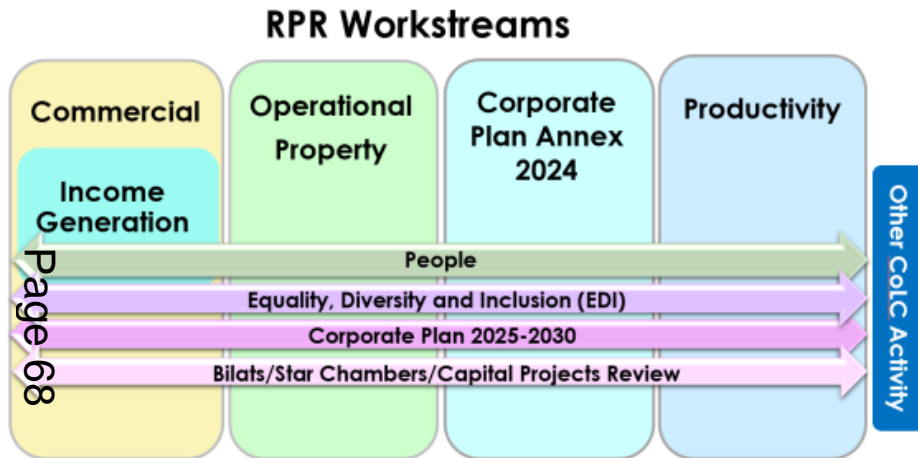 RPR Workstreams
Commercial
Income
Generation
Operational
Property
Corporate
Plan Annex
2024
Productivity
People
Equality, Diversity and Inclusion (EDI)
Corporate Plan 2025-2030
Bilats/Star Chambers/Capital Projects Review
Other CoLC Activity
Page 68